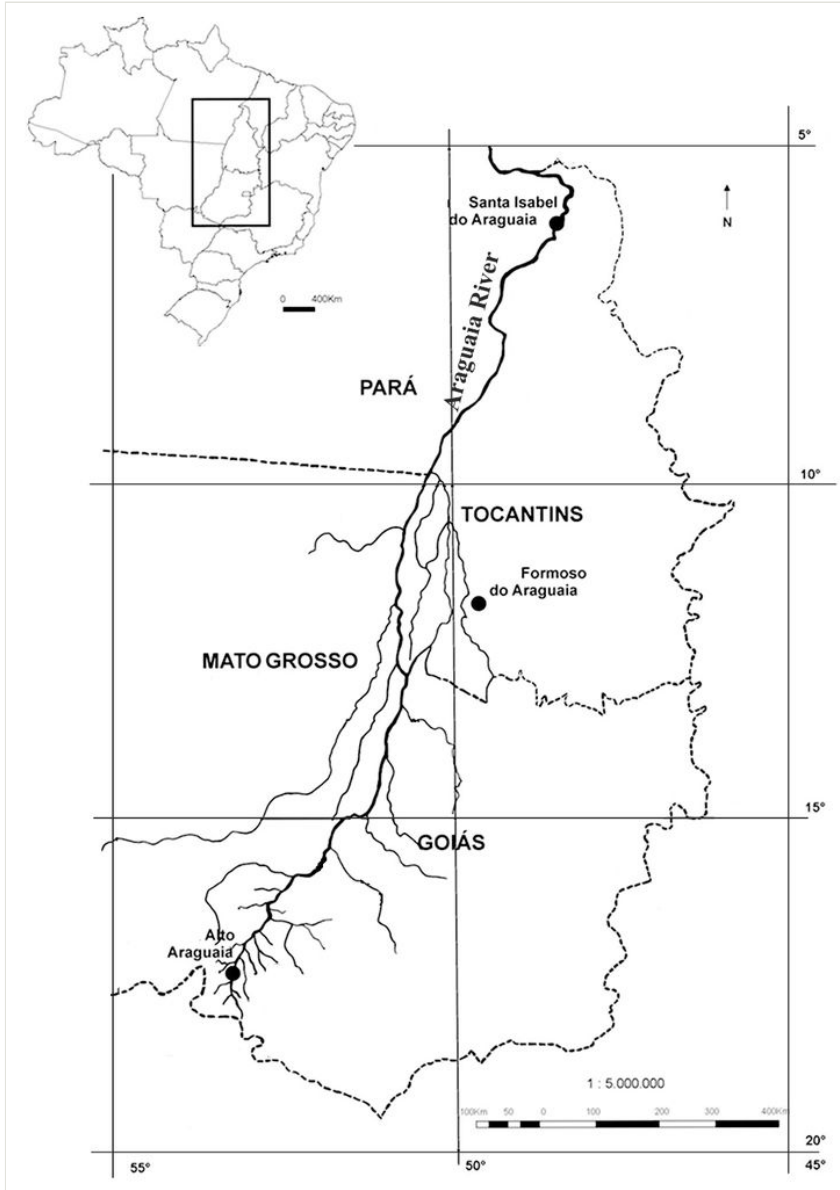 5°
Santa Isabel
do Araguaia
N
0 400Km
Araguaia River
PARÁ
10°
TOCANTINS
Formoso
do Araguaia
MATO GROSSO
15°
GOIÁS
Alto
Araguaia
1 : 5.000.000
100Km 50 0 100 200 300 400Km
20°
55° 50° 45°